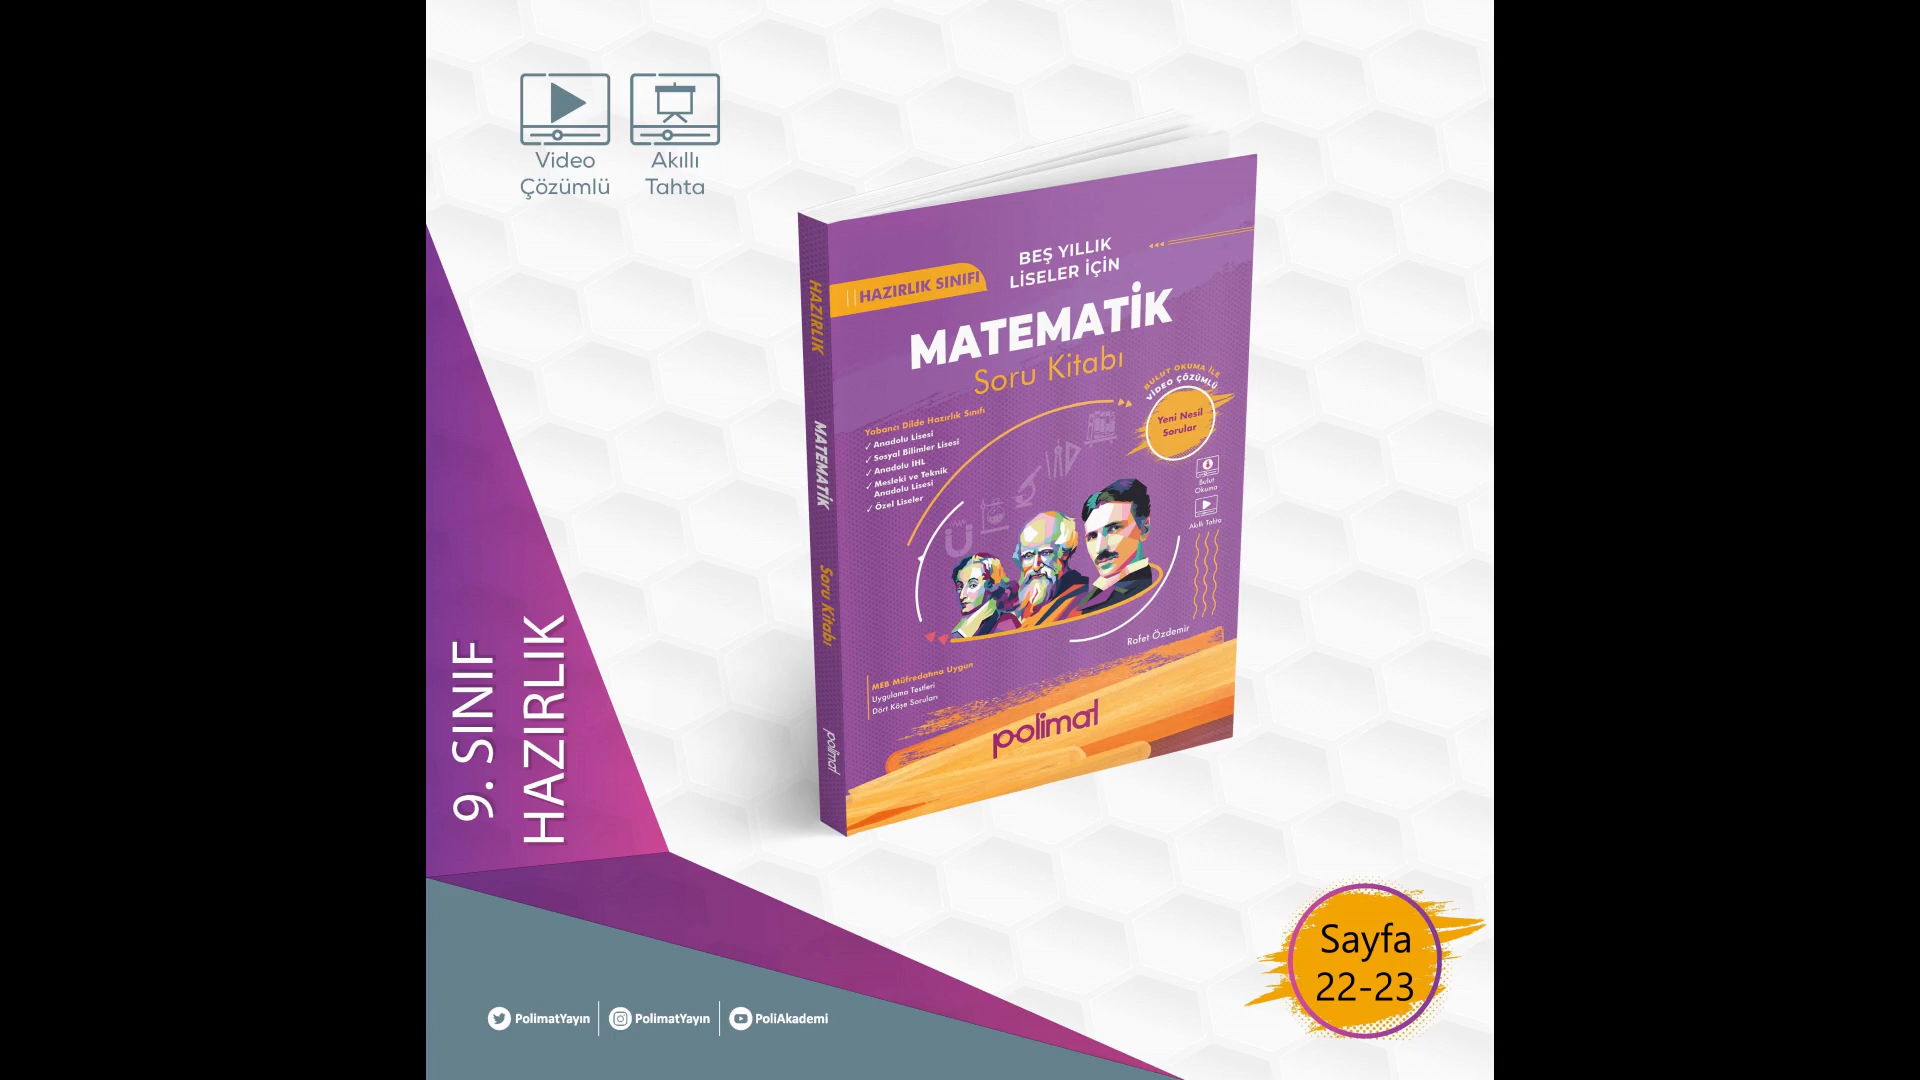 Video
Çözümlü
Akıllı
Tahta
9. SINIF
HAZIRLIK
HAZIRLIK
MATEMATİK
Soru Kitabı
polimat
HAZIRLIK SINIFI
BEŞ YILLIK
LİSELER İÇİN
MATEMATİK
Soru Kitabı
BULUT OKUMA İLE
VİDEO ÇÖZÜMLÜ
Yeni Nesil
Sorular
Yabancı Dilde Hazırlık Sınıfı
✓ Anadolu Lisesi
✓ Sosyal Bilimler Lisesi
✓ Anadolu İHL
✓ Mesleki ve Teknik
Anadolu Lisesi
✓ Özel Liseler
Bulut
Okuma
Akıllı Tahta
Rafet Özdemir
MEB Müfredatına Uygun
Uygulama Testleri
Dört Köşe Soruları
polimat
Sayfa
22-23
PolimatYayın
PolimatYayın
PoliAkademi